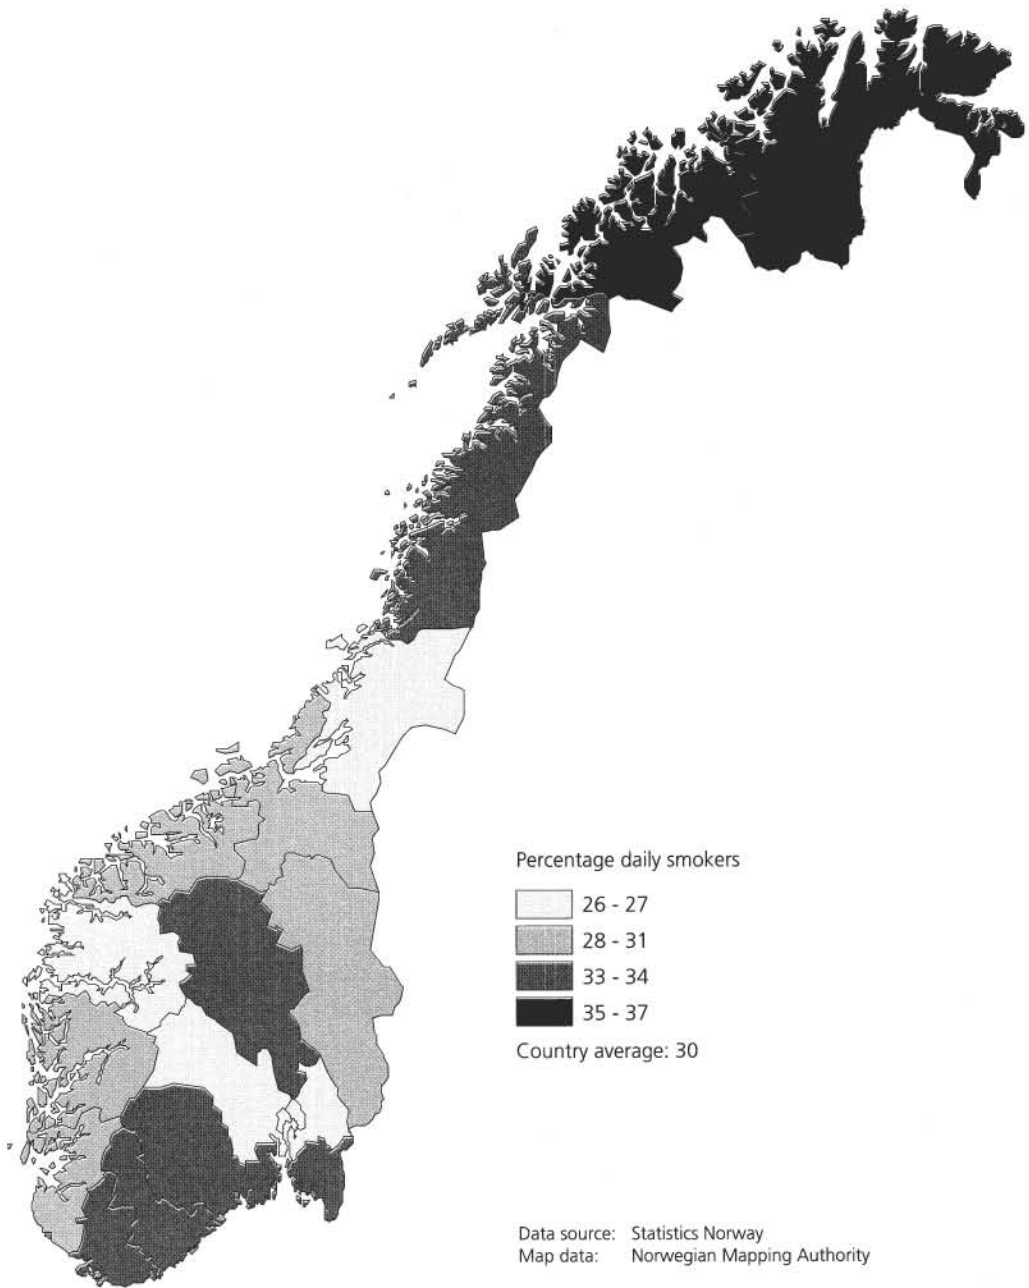 Percentage daily smokers
26 - 27
28 - 31
33 - 34
35 - 37
Country average: 30
Data source: Statistics Norway
Map data: Norwegian Mapping Authority